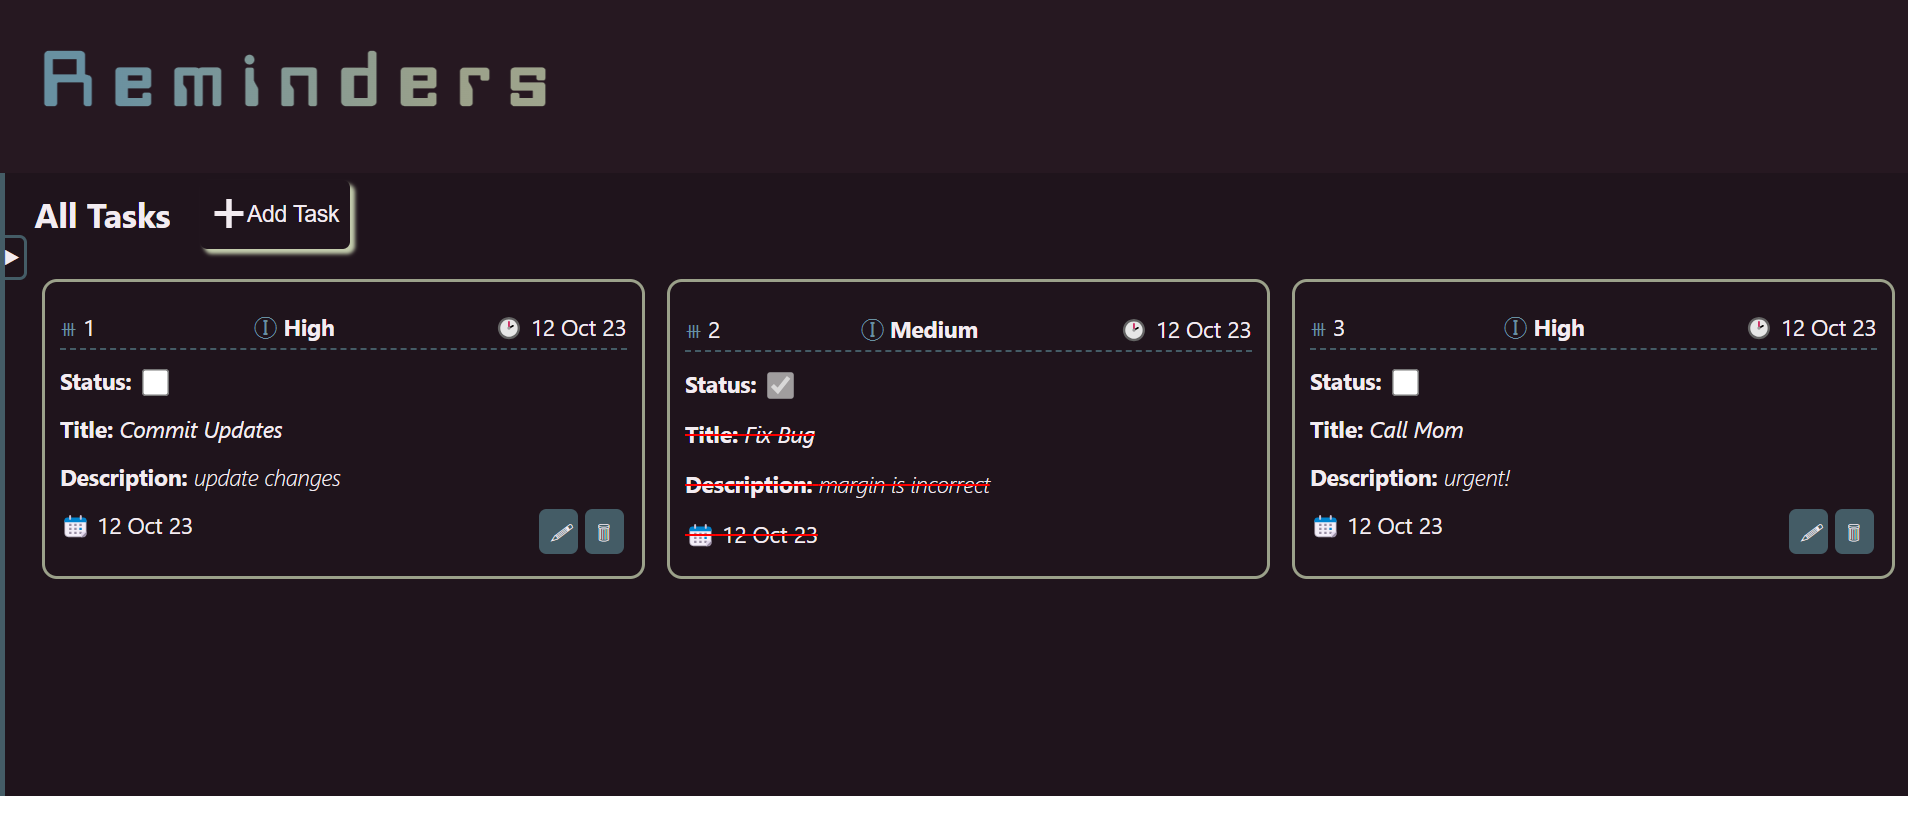 Reminders
All Tasks
Add Task
1 High 12 Oct 23
Status:
Title: Commit Updates
Description: update changes
12 Oct 23
2 Medium 12 Oct 23
Status:
Title: Fix Bug
Description: margin is incorrect
12 Oct 23
3 High 12 Oct 23
Status:
Title: Call Mom
Description: urgent!
12 Oct 23